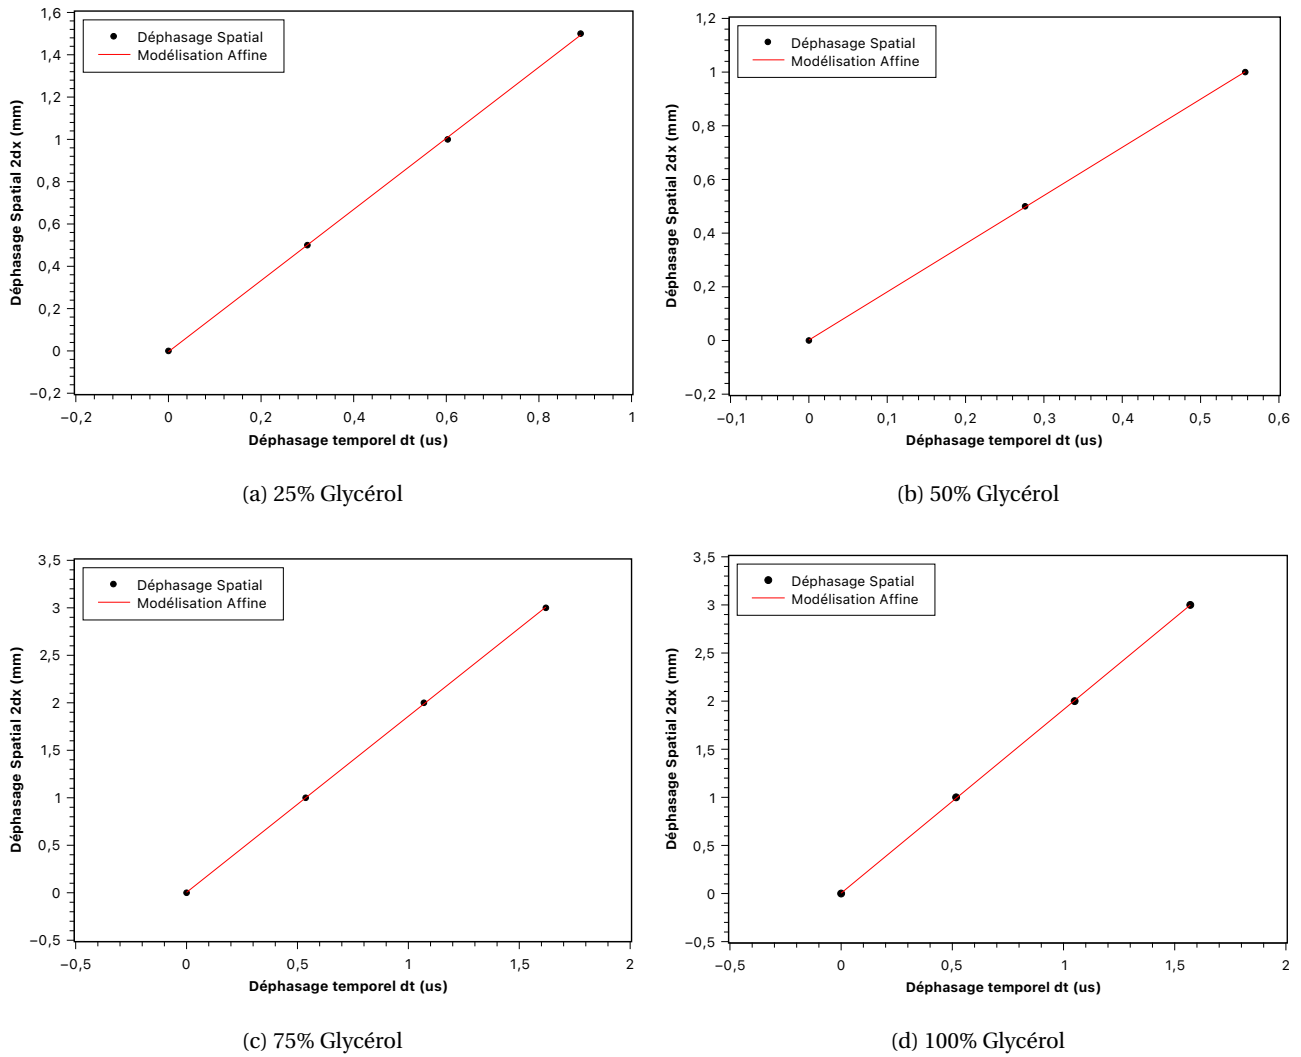 1,6
1,4
1,2
1
0,8
0,6
0,4
0,2
0
−0,2
−0,2 0 0,2 0,4 0,6 0,8 1
Déphasage Spatial 2dx (mm)
Déphasage temporel dt (us)
Déphasage Spatial
Modélisation Affine
(a) 25% Glycérol
1,2
1
0,8
0,6
0,4
0,2
0
−0,2
−0,1 0 0,1 0,2 0,3 0,4 0,5 0,6
Déphasage Spatial 2dx (mm)
Déphasage temporel dt (us)
Déphasage Spatial
Modélisation Affine
(b) 50% Glycérol
3,5
3
2,5
2
1,5
1
0,5
0
−0,5
−0,5 0 0,5 1 1,5 2
Déphasage Spatial 2dx (mm)
Déphasage temporel dt (us)
Déphasage Spatial
Modélisation Affine
(c) 75% Glycérol
3,5
3
2,5
2
1,5
1
0,5
0
−0,5
−0,5 0 0,5 1 1,5 2
Déphasage Spatial 2dx (mm)
Déphasage temporel dt (us)
Déphasage Spatial
Modélisation Affine
(d) 100% Glycérol